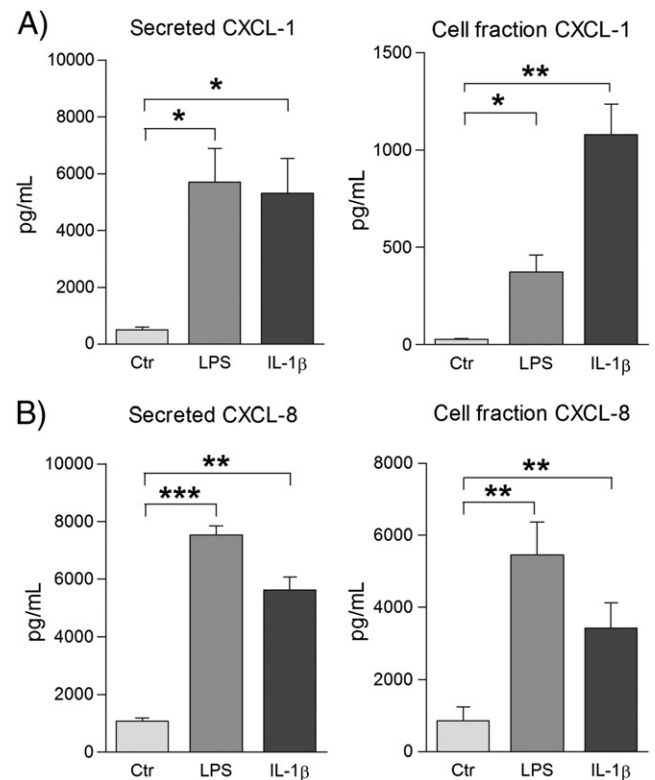 A)
Secreted CXCL-1
pg/mL
10000
8000
6000
4000
2000
0
*
*
Ctr LPS IL-1β
Cell fraction CXCL-1
pg/mL
1500
1000
500
0
**
*
Ctr LPS IL-1β
B)
Secreted CXCL-8
pg/mL
10000
8000
6000
4000
2000
0
**
***
Ctr LPS IL-1β
Cell fraction CXCL-8
pg/mL
8000
6000
4000
2000
0
**
**
Ctr LPS IL-1β